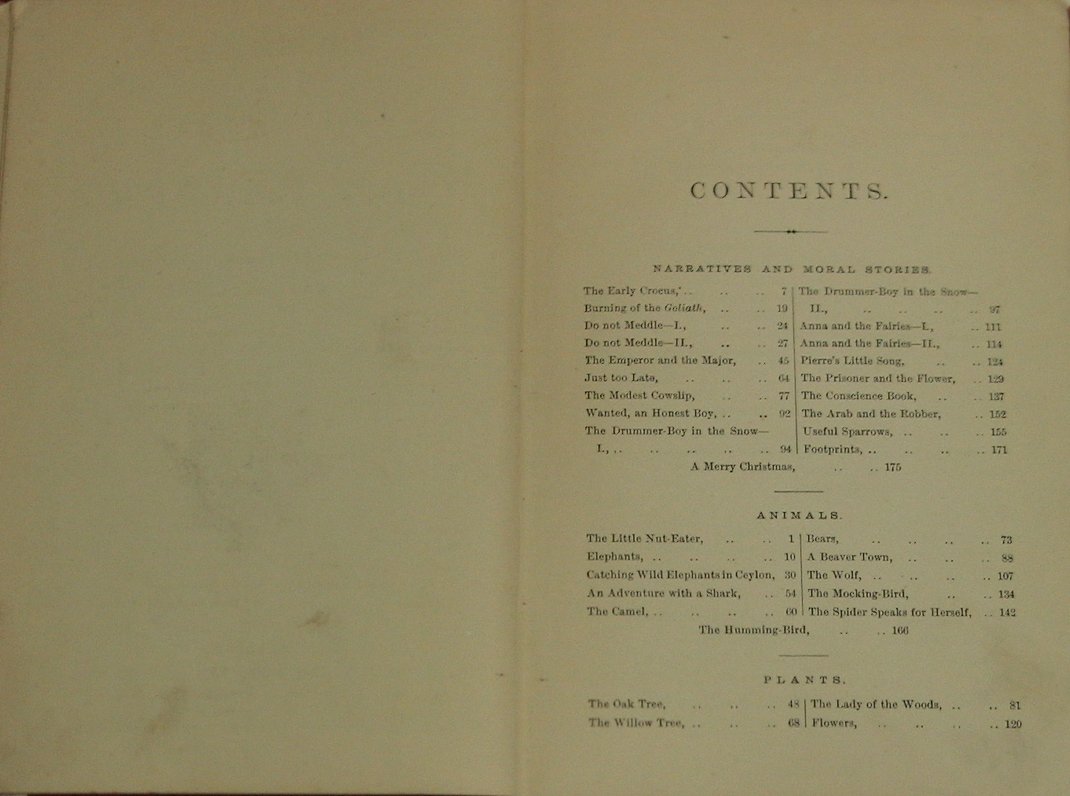 CONTENTS.
NARRATIVES AND MORAL STORIES.
The Early Crocus, .. .. .. 7
Burning of the Goliath, .. .. 19
Do not Meddle—I., .. .. 24
Do not Meddle—II., .. .. 27
The Emperor and the Major, .. 45
Just too Late, .. .. .. 64
The Modest Cowslip, .. .. 77
Wanted, an Honest Boy, .. .. 92
The Drummer-Boy in the Snow—
I., .. .. .. .. .. 94
The Drummer-Boy in the Snow—
II., .. .. .. .. 97
Anna and the Fairies—I., .. 111
Anna and the Fairies—II., .. 114
Pierre's Little Song, .. .. 124
The Prisoner and the Flower, .. 129
The Conscience Book, .. .. 137
The Arab and the Robber, .. 152
Useful Sparrows, .. .. .. 155
Footprints, .. .. .. .. 171
A Merry Christmas, .. .. 175
ANIMALS.
The Little Nut-Eater, .. .. 1
Elephants, .. .. .. .. 10
Catching Wild Elephants in Ceylon, 30
An Adventure with a Shark, .. 54
The Camel, .. .. .. .. 60
Bears, .. .. .. .. 73
A Beaver Town, .. .. .. 88
The Wolf, .. .. .. .. 107
The Mocking-Bird, .. .. 134
The Spider Speaks for Herself, .. 142
The Humming-Bird, .. .. 166
PLANTS.
The Oak Tree, .. .. .. 48
The Willow Tree, .. .. .. 68
The Lady of the Woods, .. .. 81
Flowers, .. .. .. .. 120